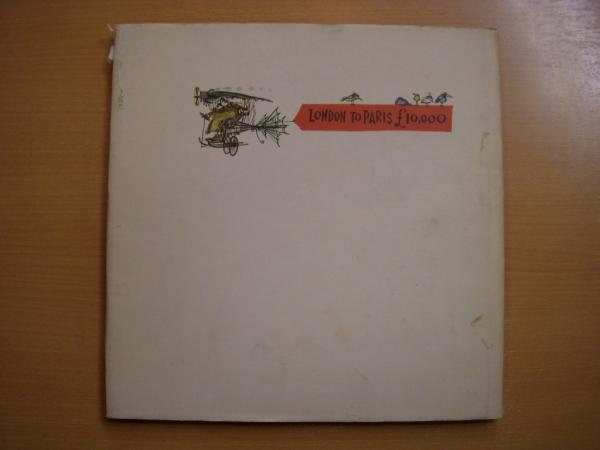 LONDON TO PARIS £10,000